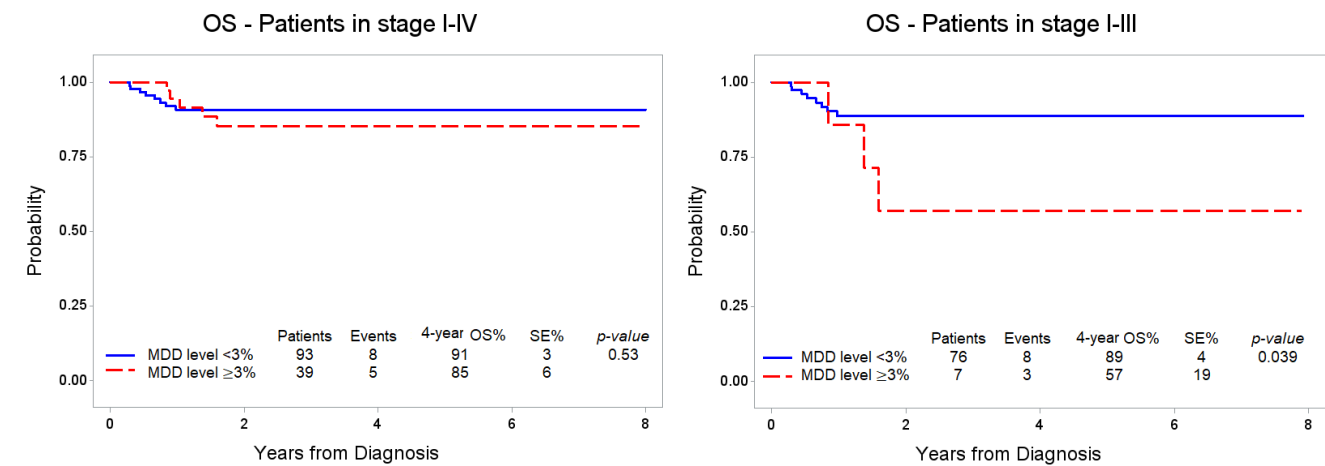 OS - Patients in stage I-IV
1.00
0.75
0.50
0.25
0.00
Probability
Patients Events 4-year OS% SE% p-value
MDD level <3% 93 8 91 3 0.53
MDD level ≥3% 39 5 85 6
0 2 4 6 8
Years from Diagnosis
OS - Patients in stage I-III
1.00
0.75
0.50
0.25
0.00
Probability
Patients Events 4-year OS% SE% p-value
MDD level <3% 76 8 89 4 0.039
MDD level ≥3% 7 3 57 19
0 2 4 6 8
Years from Diagnosis